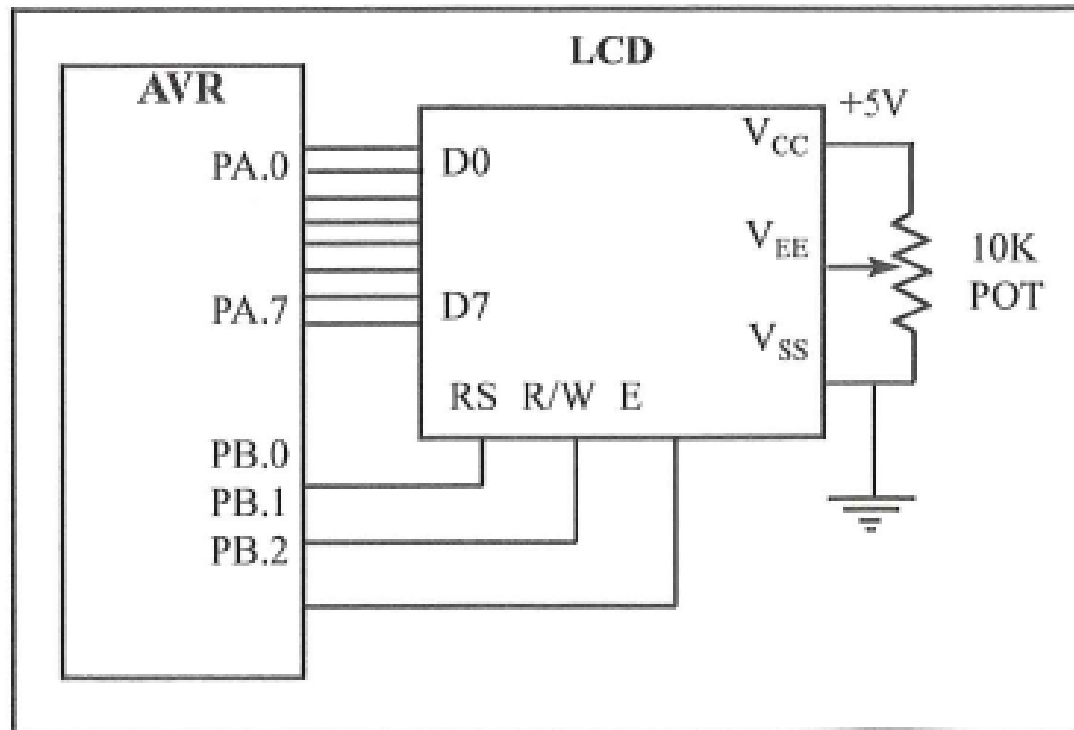 LCD
AVR
+5V
PA.0
D0
VCC
VEE
10K
POT
PA.7
D7
VSS
RS R/W E
PB.0
PB.1
PB.2